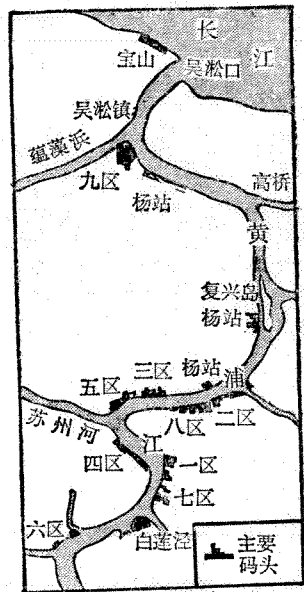 长
江
宝山
吴淞口
吴淞镇
蕴藻浜
九区
杨站
高桥
黄
复兴岛
杨站
杨站
浦
三区
五区
二区
八区
苏州河
江
四区
一区
七区
六区
白莲泾
主要
码头